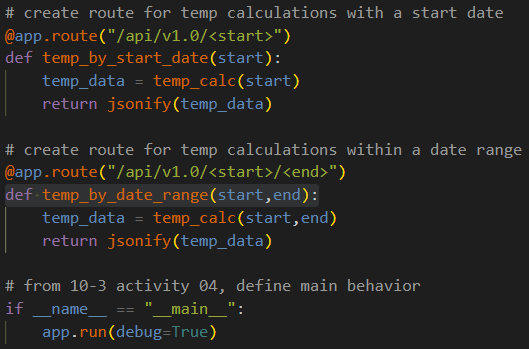 # create route for temp calculations with a start date
@app.route("/api/v1.0/<start>")
def temp_by_start_date(start):
    temp_data = temp_calc(start)
    return jsonify(temp_data)

# create route for temp calculations within a date range
@app.route("/api/v1.0/<start>/<end>")
def temp_by_date_range(start,end):
    temp_data = temp_calc(start,end)
    return jsonify(temp_data)

# from 10-3 activity 04, define main behavior
if __name__ == "__main__":
    app.run(debug=True)